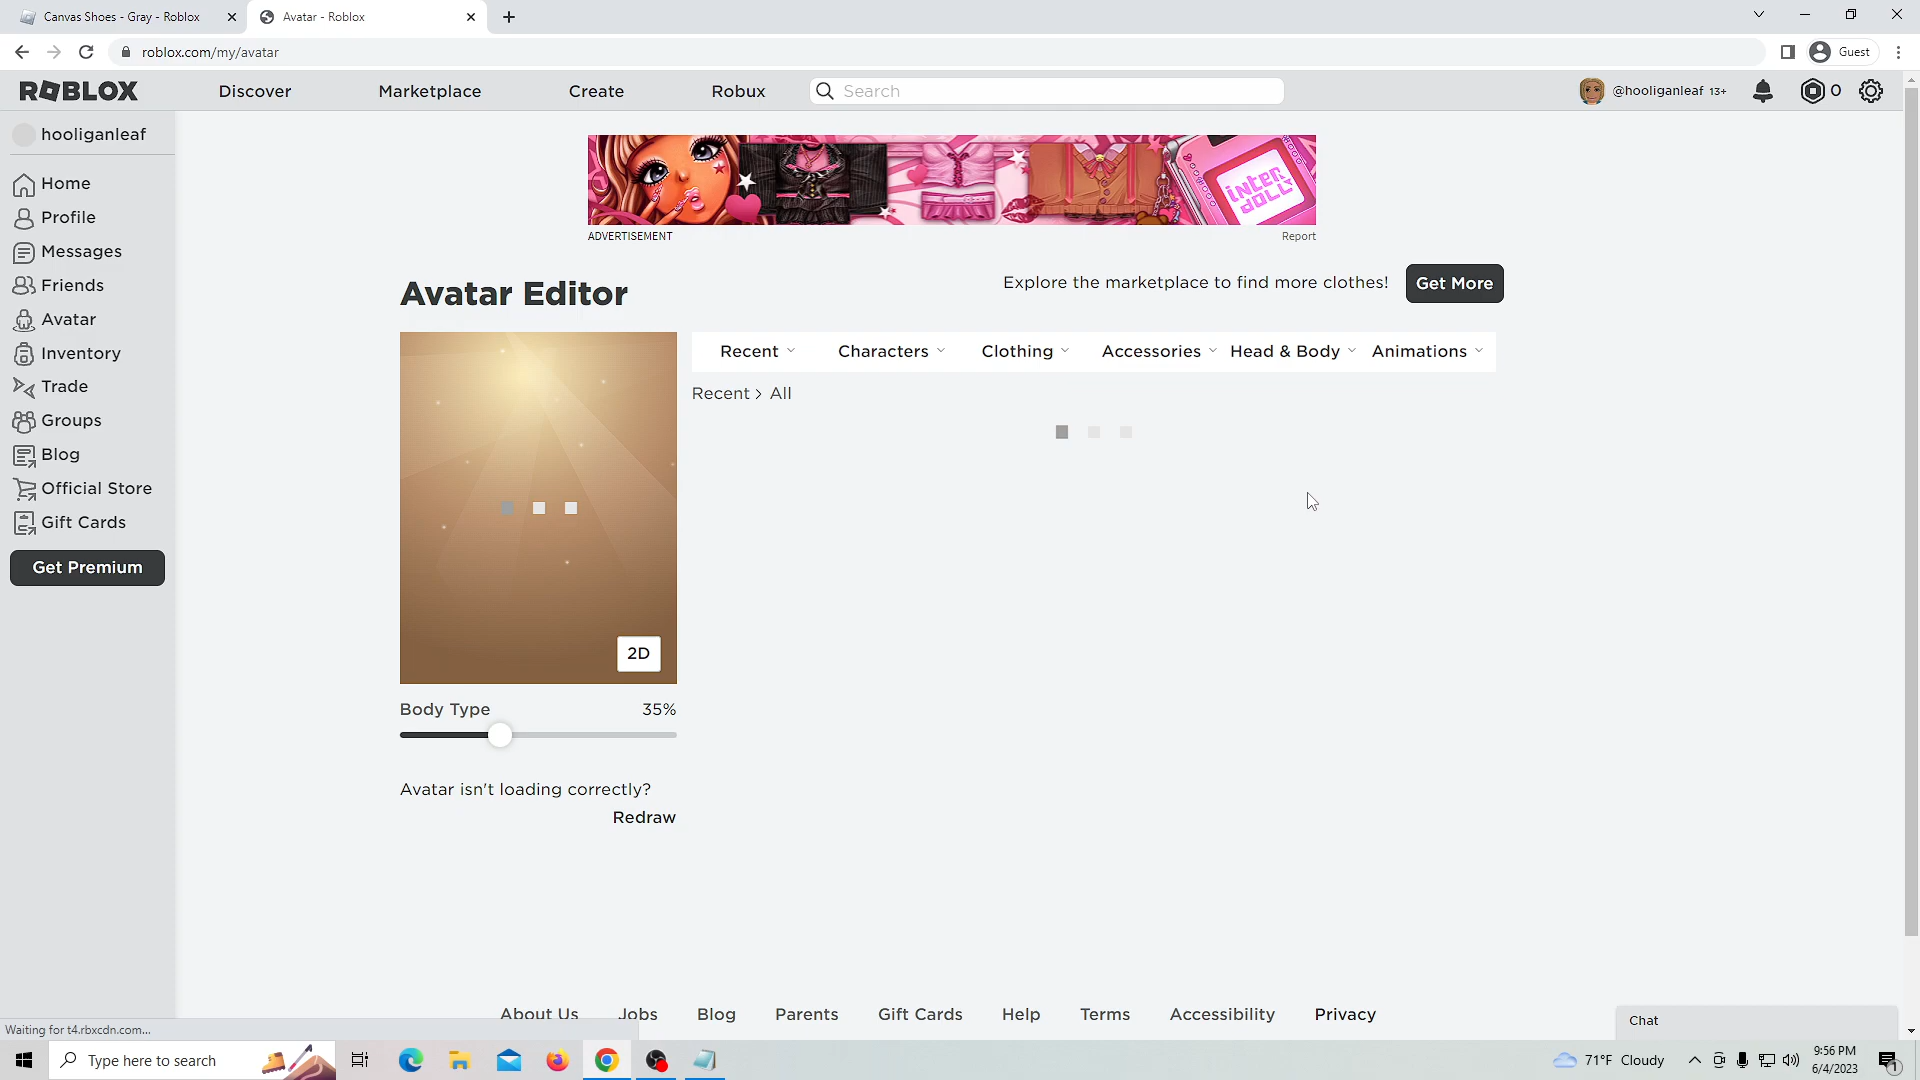 Canvas Shoes - Gray - Roblox
Avatar - Roblox
roblox.com/my/avatar
Guest
ROBLOX
Discover
Marketplace
Create
Robux
Search
@hooliganleaf 13+
0
hooliganleaf
Home
Profile
Messages
Friends
Avatar
Inventory
Trade
Groups
Blog
Official Store
Gift Cards
Get Premium
inter
doll
ADVERTISEMENT
Report
Avatar Editor
Explore the marketplace to find more clothes!
Get More
Recent
Characters
Clothing
Accessories
Head & Body
Animations
Recent > All
2D
Body Type
35%
Avatar isn't loading correctly?
Redraw
About Us
Jobs
Blog
Parents
Gift Cards
Help
Terms
Accessibility
Privacy
Chat
Waiting for t4.rbxcdn.com...
Type here to search
71°F Cloudy
9:56 PM
6/4/2023
1